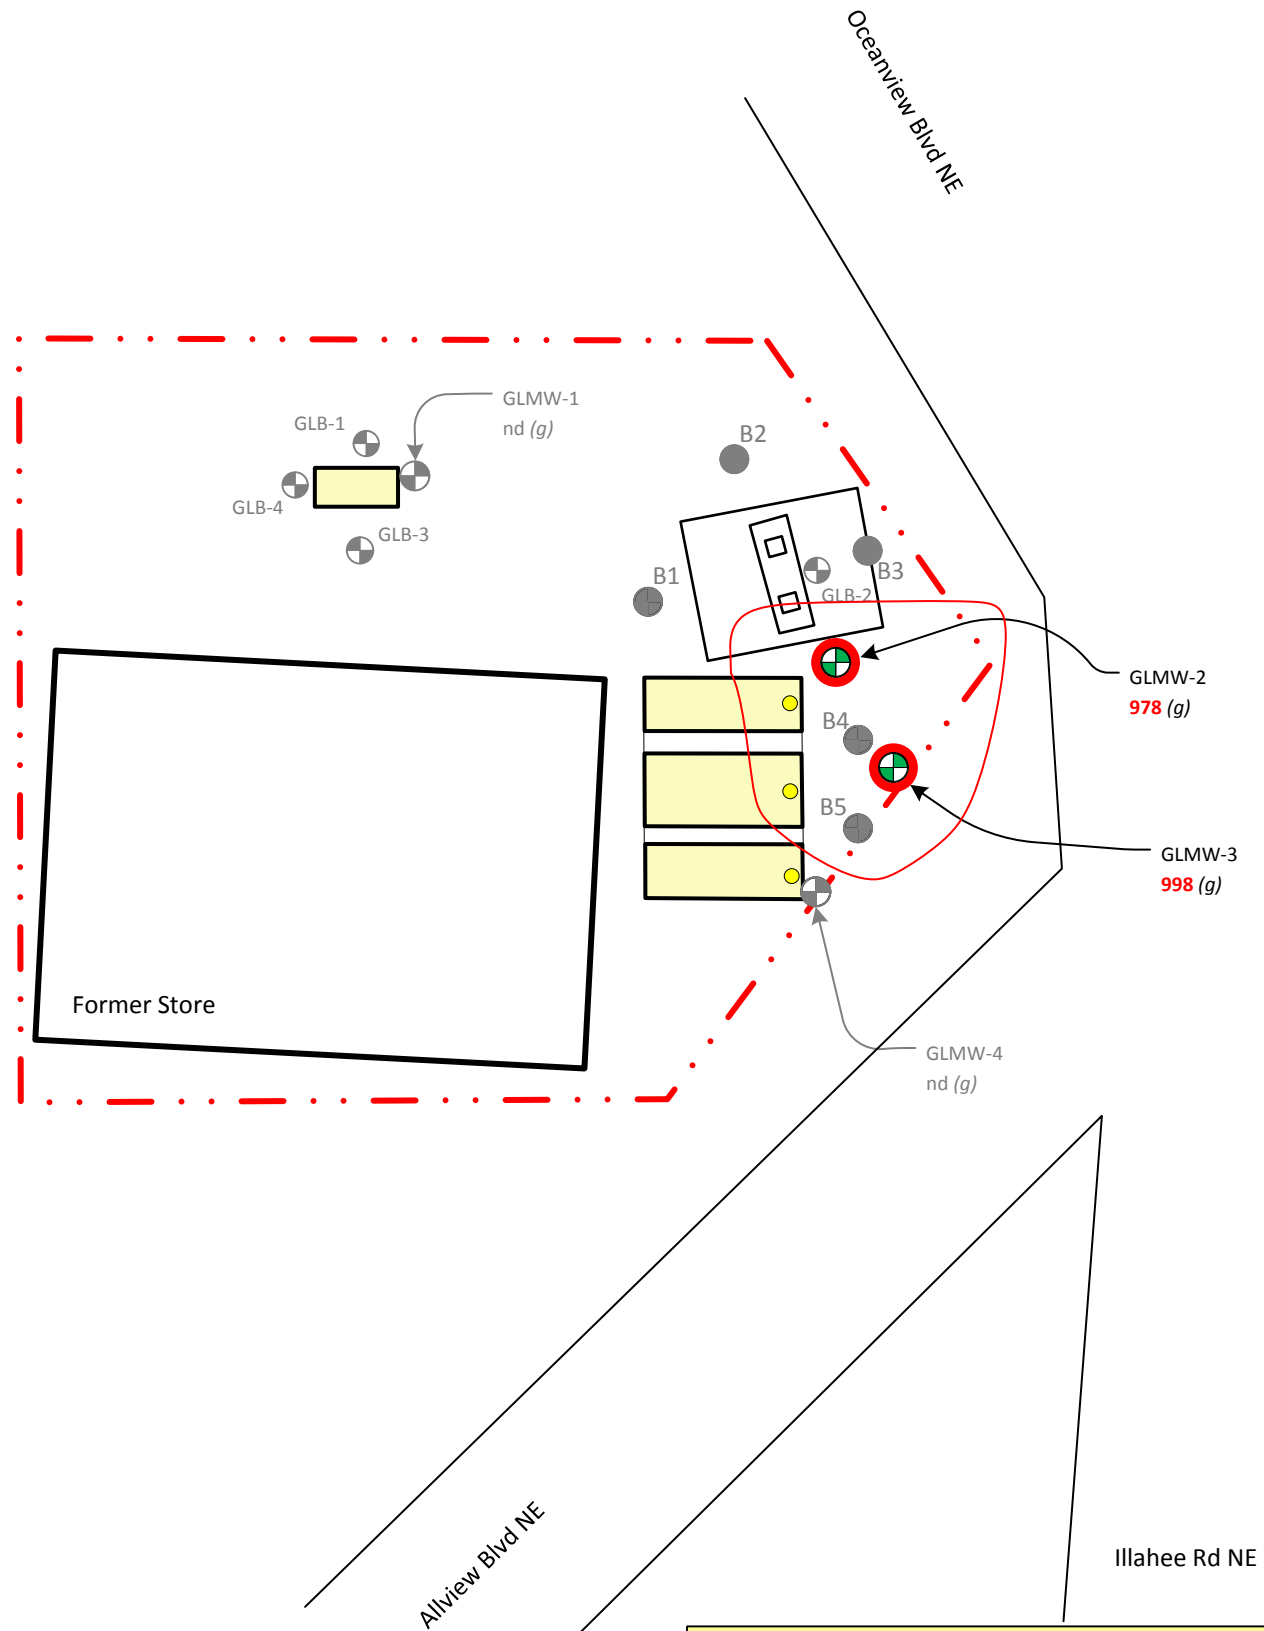 Oceanview Blvd NE
GLMW-1
nd (g)
GLB-1
B2
GLB-4
GLB-3
B3
B1
GLB-2
GLMW-2
978 (g)
B4
B5
GLMW-3
998 (g)
Former Store
GLMW-4
nd (g)
Allview Blvd NE
Illahee Rd NE